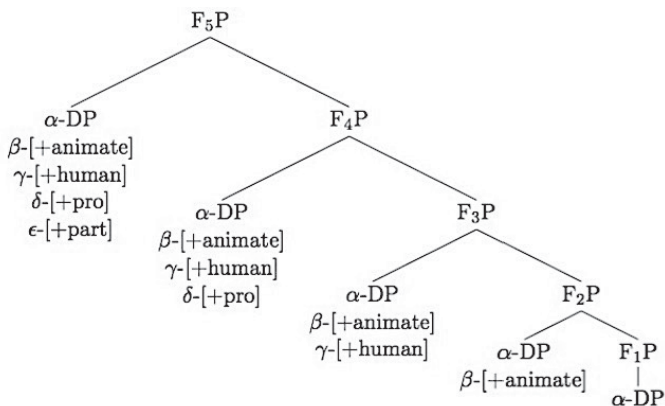 F₅P
α-DP
β-[+animate]
γ-[+human]
δ-[+pro]
ϵ-[+part]
F₄P
α-DP
β-[+animate]
γ-[+human]
δ-[+pro]
F₃P
α-DP
β-[+animate]
γ-[+human]
F₂P
α-DP
β-[+animate]
F₁P
α-DP